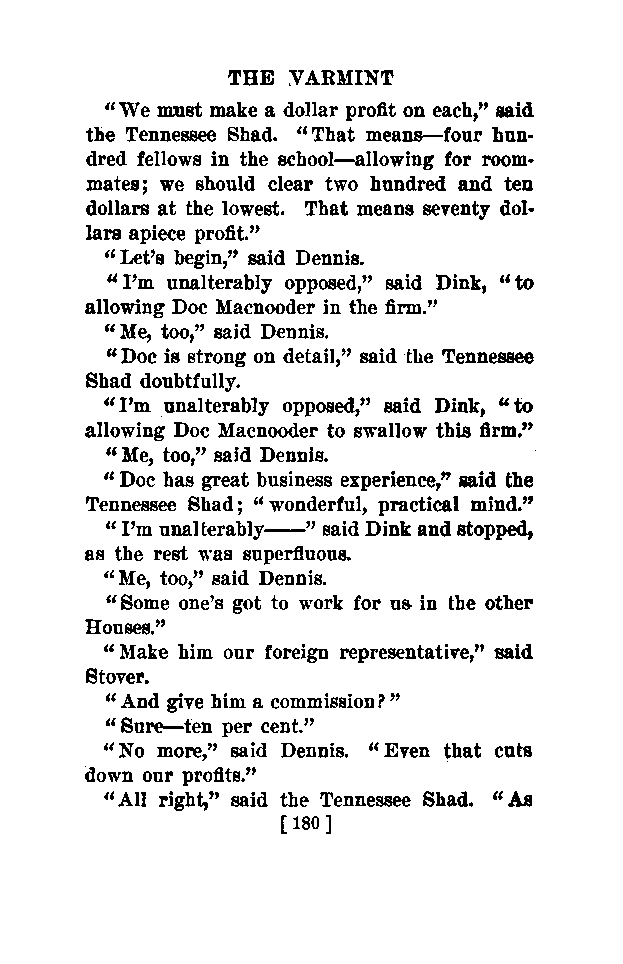 THE VARMINT
“We must make a dollar profit on each,” said
the Tennessee Shad. “That means—four hun-
dred fellows in the school—allowing for room-
mates; we should clear two hundred and ten
dollars at the lowest. That means seventy dol-
lars apiece profit.”
“Let’s begin,” said Dennis.
“I’m unalterably opposed,” said Dink, “to
allowing Doc Macnooder in the firm.”
“Me, too,” said Dennis.
“Doc is strong on detail,” said the Tennessee
Shad doubtfully.
“I’m unalterably opposed,” said Dink, “to
allowing Doc Macnooder to swallow this firm.”
“Me, too,” said Dennis.
“Doc has great business experience,” said the
Tennessee Shad; “wonderful, practical mind.”
“I’m unalterably——” said Dink and stopped,
as the rest was superfluous.
“Me, too,” said Dennis.
“Some one’s got to work for us in the other
Houses.”
“Make him our foreign representative,” said
Stover.
“And give him a commission?”
“Sure—ten per cent.”
“No more,” said Dennis. “Even that cuts
down our profits.”
“All right,” said the Tennessee Shad. “As
[180]